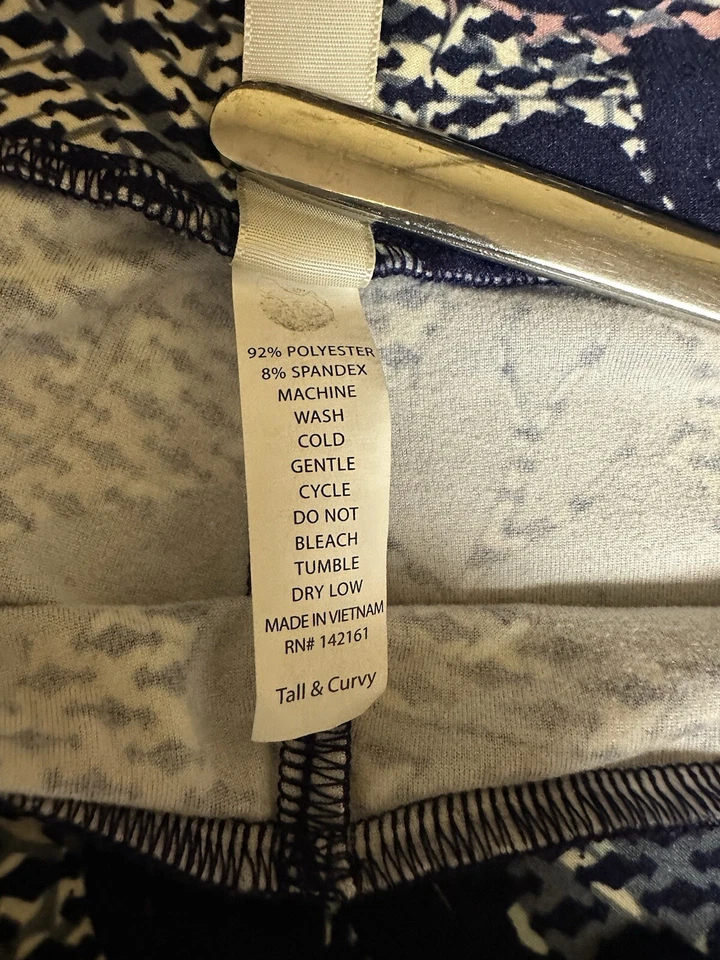 92% POLYESTER
8% SPANDEX
MACHINE
WASH
COLD
GENTLE
CYCLE
DO NOT
BLEACH
TUMBLE
DRY LOW
MADE IN VIETNAM
RN# 142161
Tall & Curvy